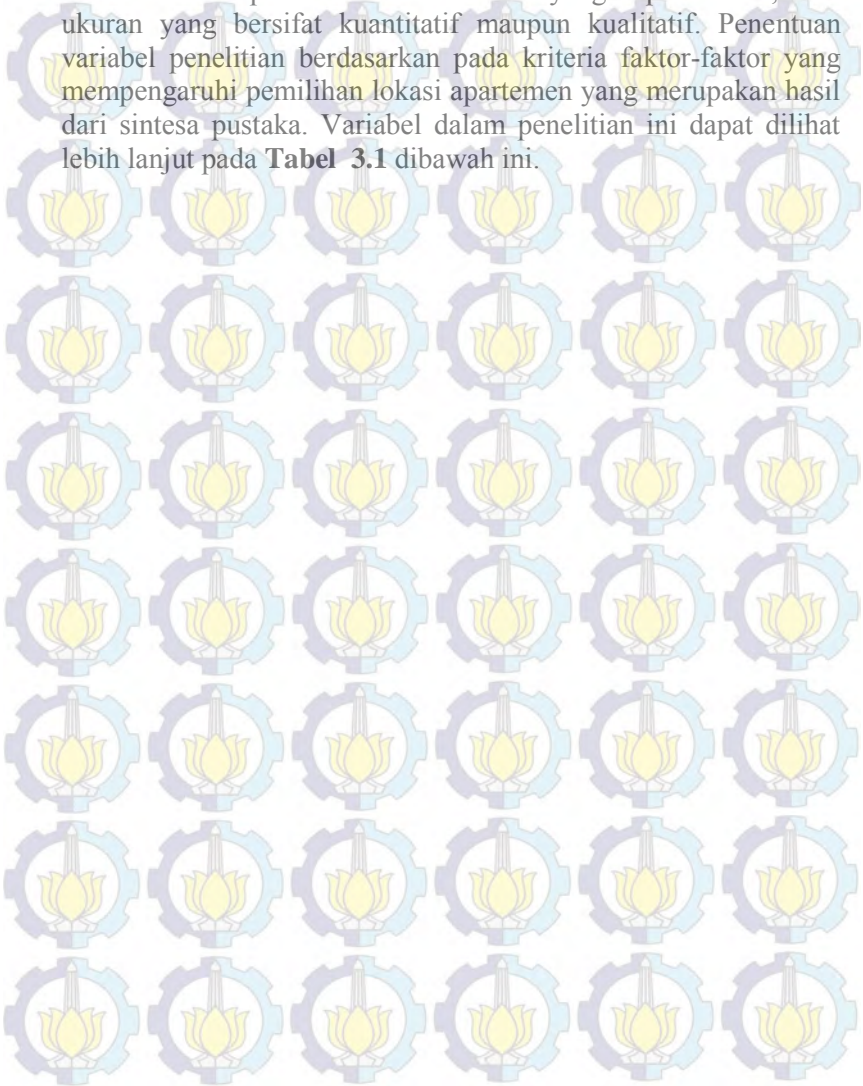 ukuran yang bersifat kuantitatif maupun kualitatif. Penentuan
variabel penelitian berdasarkan pada kriteria faktor-faktor yang
mempengaruhi pemilihan lokasi apartemen yang merupakan hasil
dari sintesa pustaka. Variabel dalam penelitian ini dapat dilihat
lebih lanjut pada Tabel 3.1 dibawah ini.